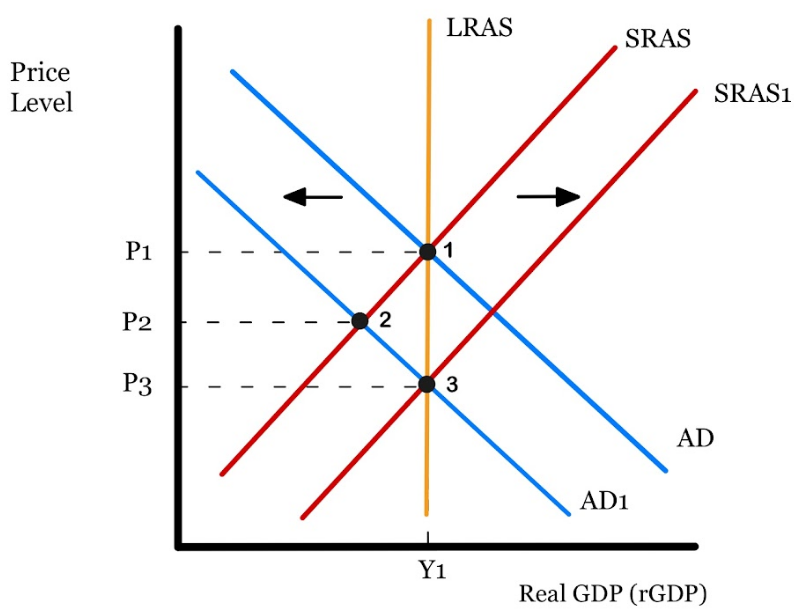 LRAS
SRAS
Price
Level
SRAS1
P1
1
P2
2
P3
3
AD
AD1
Y1
Real GDP (rGDP)